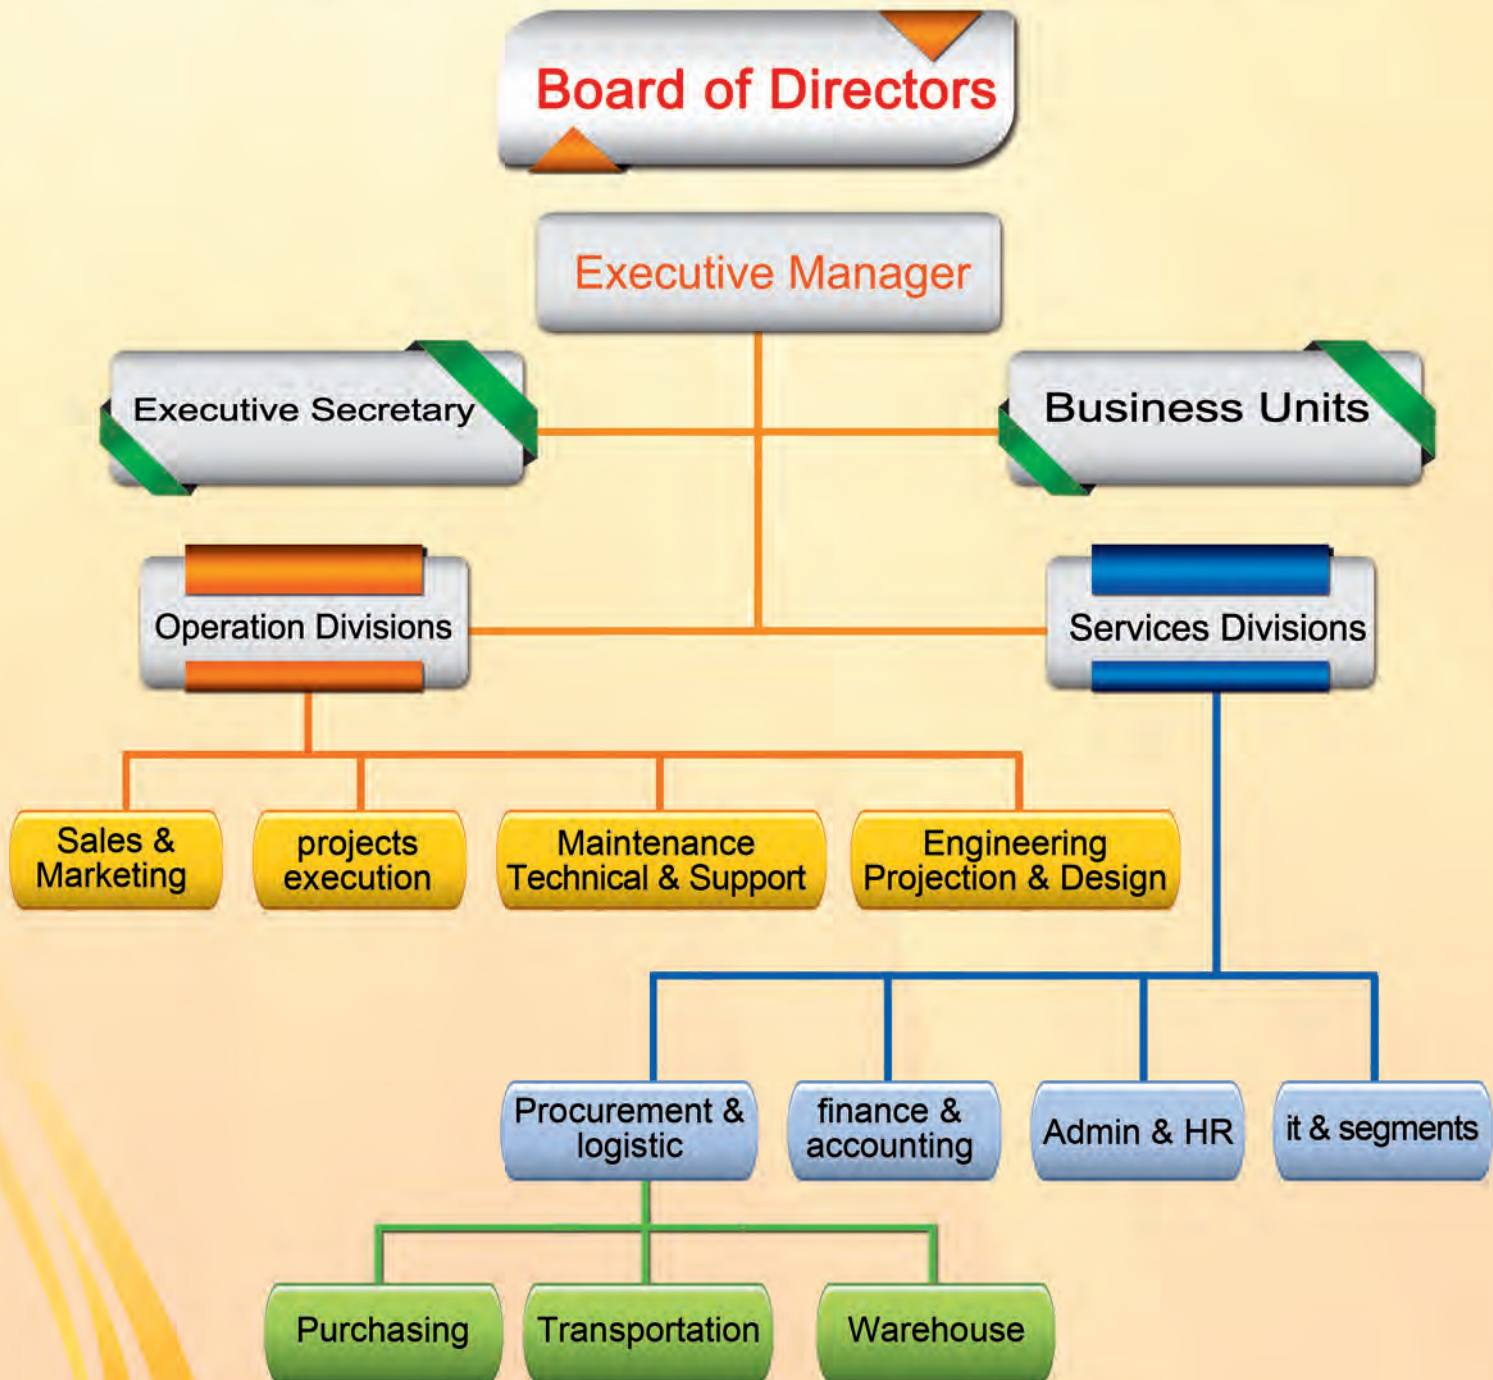 Board of Directors
Executive Manager
Executive Secretary
Business Units
Operation Divisions
Services Divisions
Sales &
Marketing
projects
execution
Maintenance
Technical & Support
Engineering
Projection & Design
Procurement &
logistic
finance &
accounting
Admin & HR
it & segments
Purchasing
Transportation
Warehouse